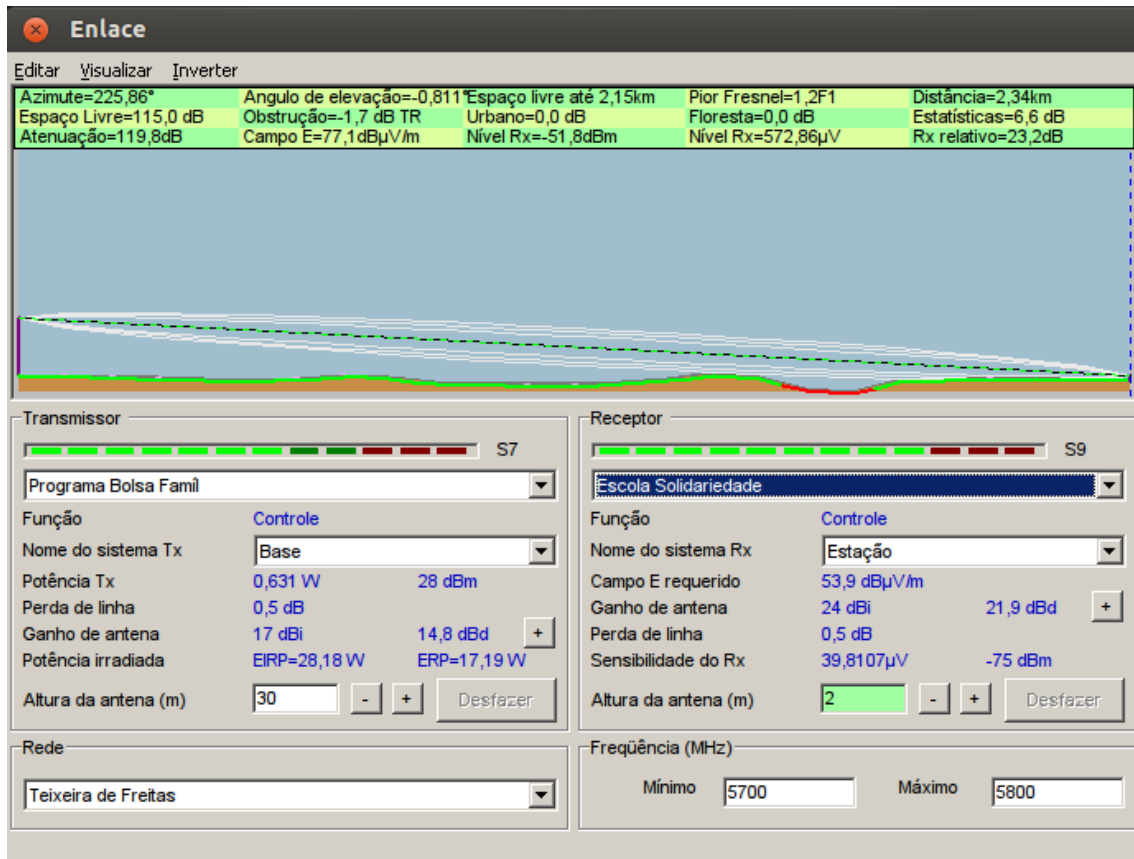 Enlace
Editar Visualizar Inverter
Azimute=225,86° Angulo de elevação=-0,811° Espaço livre até 2,15km Pior Fresnel=1,2F1 Distância=2,34km
Espaço Livre=115,0 dB Obstrução=-1,7 dB TR Urbano=0,0 dB Floresta=0,0 dB Estatísticas=6,6 dB
Atenuação=119,8dB Campo E=77,1dBµV/m Nível Rx=-51,8dBm Nível Rx=572,86µV Rx relativo=23,2dB
Transmissor
S7
Programa Bolsa Famíl
Função Controle
Nome do sistema Tx Base
Potência Tx 0,631 W 28 dBm
Perda de linha 0,5 dB
Ganho de antena 17 dBi 14,8 dBd +
Potência irradiada EIRP=28,18 W ERP=17,19 W
Altura da antena (m) 30 - + Desfazer
Receptor
S9
Escola Solidariedade
Função Controle
Nome do sistema Rx Estação
Campo E requerido 53,9 dBµV/m
Ganho de antena 24 dBi 21,9 dBd +
Perda de linha 0,5 dB
Sensibilidade do Rx 39,8107µV -75 dBm
Altura da antena (m) 2 - + Desfazer
Rede
Teixeira de Freitas
Freqüência (MHz)
Mínimo 5700 Máximo 5800